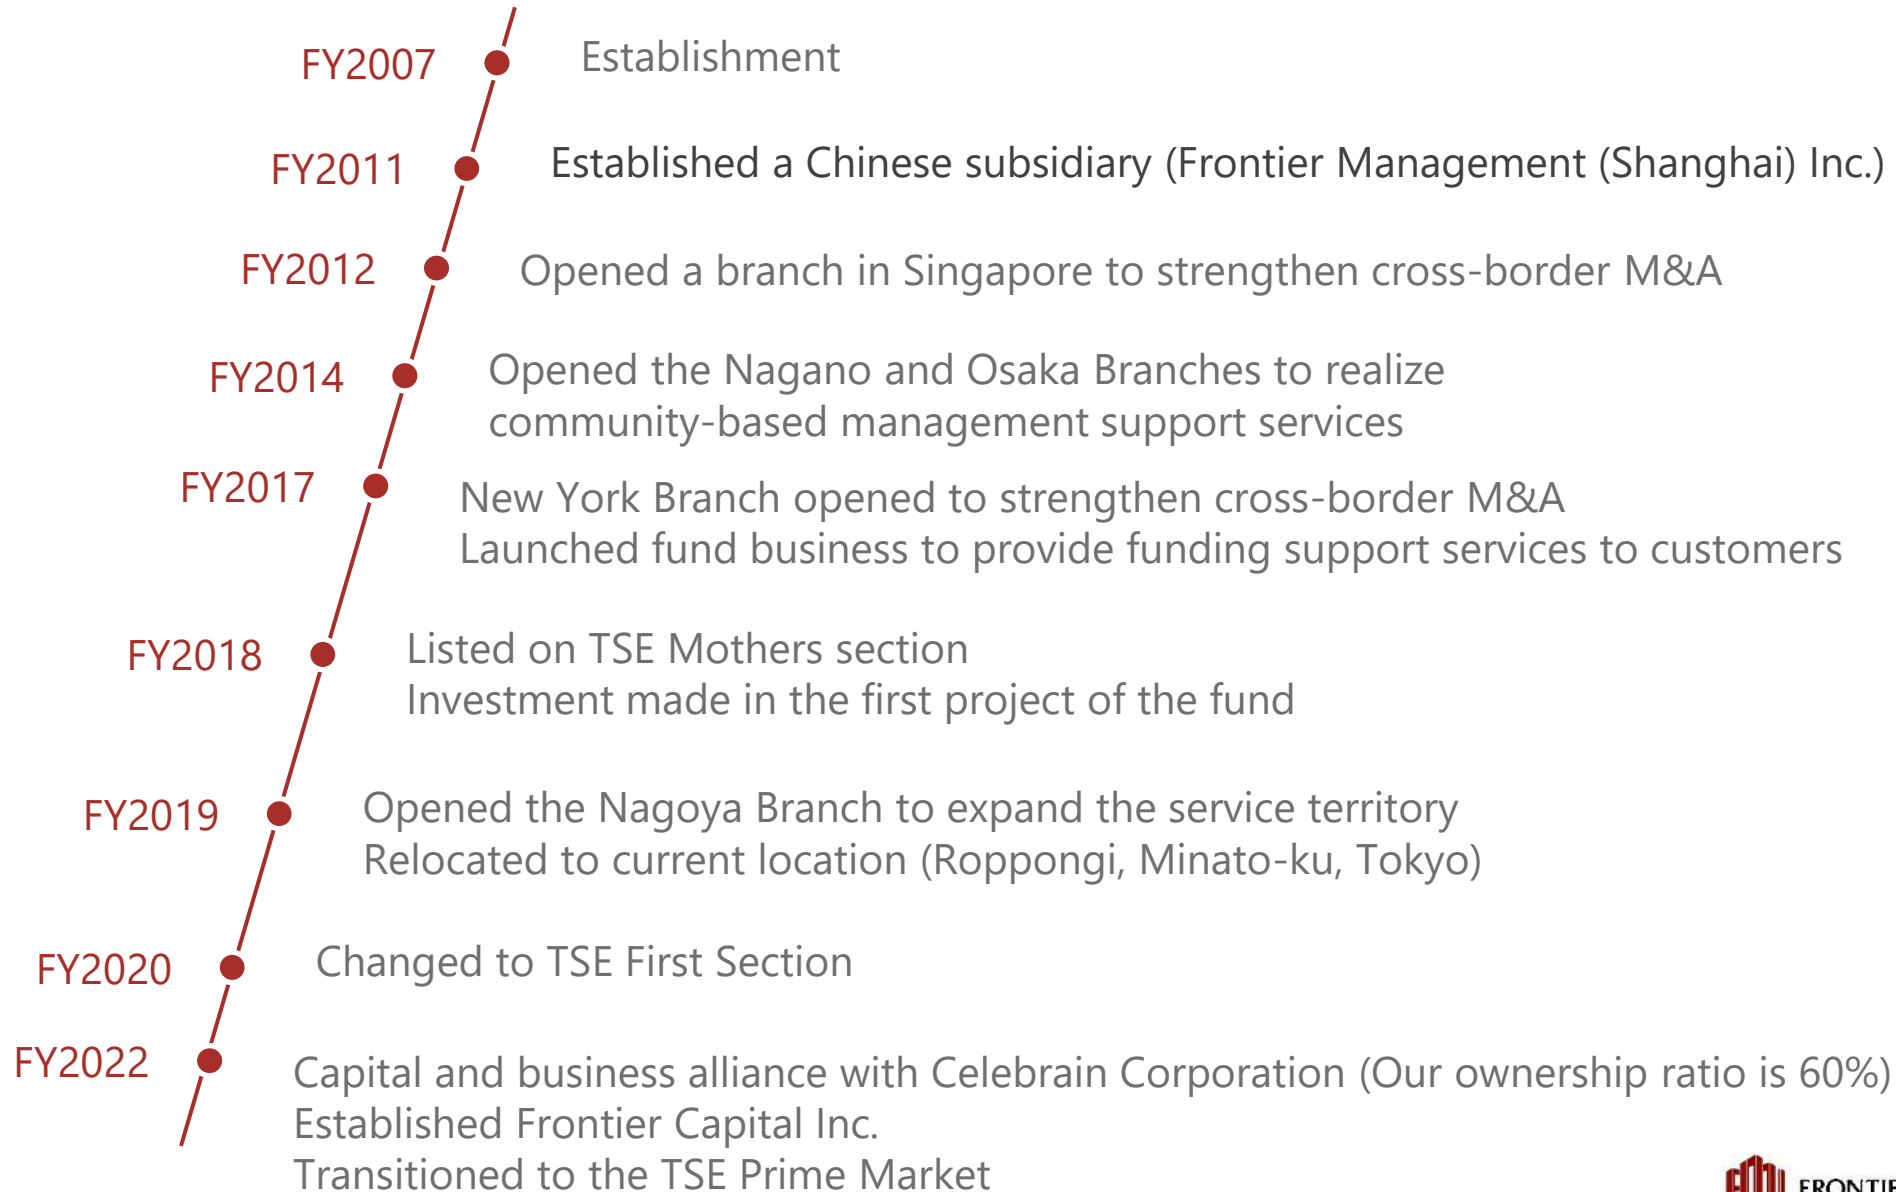 FY2007
Establishment
FY2011
Established a Chinese subsidiary (Frontier Management (Shanghai) Inc.)
FY2012
Opened a branch in Singapore to strengthen cross-border M&A
FY2014
Opened the Nagano and Osaka Branches to realize
community-based management support services
FY2017
New York Branch opened to strengthen cross-border M&A
Launched fund business to provide funding support services to customers
FY2018
Listed on TSE Mothers section
Investment made in the first project of the fund
FY2019
Opened the Nagoya Branch to expand the service territory
Relocated to current location (Roppongi, Minato-ku, Tokyo)
FY2020
Changed to TSE First Section
FY2022
Capital and business alliance with Celebrain Corporation (Our ownership ratio is 60%)
Established Frontier Capital Inc.
Transitioned to the TSE Prime Market